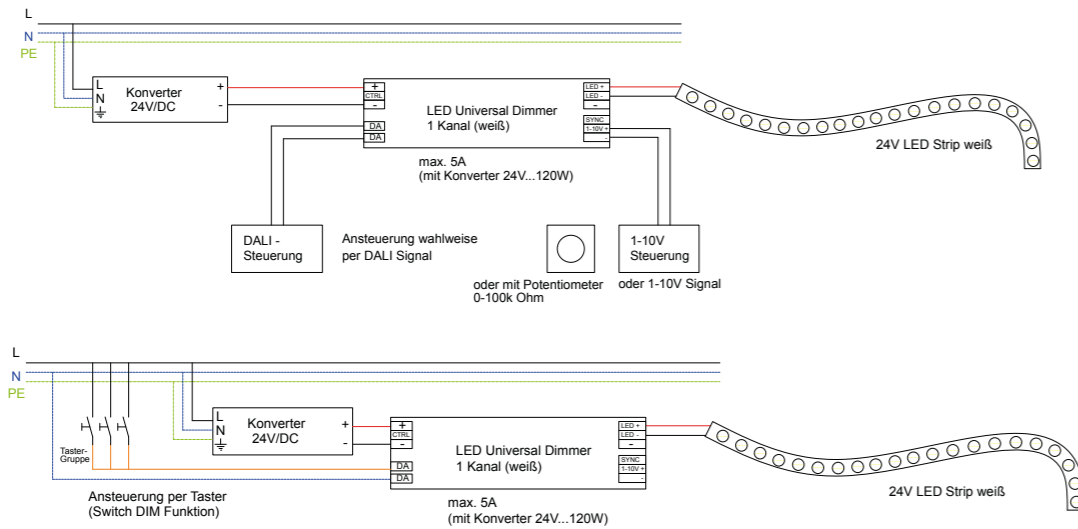 L
N
PE
L
N
Konverter
24V/DC
+
-
+
CTRL
-
DA
DA
LED Universal Dimmer
1 Kanal (weiß)
LED +
LED -
-
SYNC
1-10V +
-
24V LED Strip weiß
max. 5A
(mit Konverter 24V...120W)
DALI -
Steuerung
Ansteuerung wahlweise
per DALI Signal
oder mit Potentiometer
0-100k Ohm
1-10V
Steuerung
oder 1-10V Signal
L
N
PE
Taster-
Gruppe
L
N
Konverter
24V/DC
+
-
+
CTRL
-
DA
DA
LED Universal Dimmer
1 Kanal (weiß)
LED +
LED -
-
SYNC
1-10V +
-
24V LED Strip weiß
Ansteuerung per Taster
(Switch DIM Funktion)
max. 5A
(mit Konverter 24V...120W)